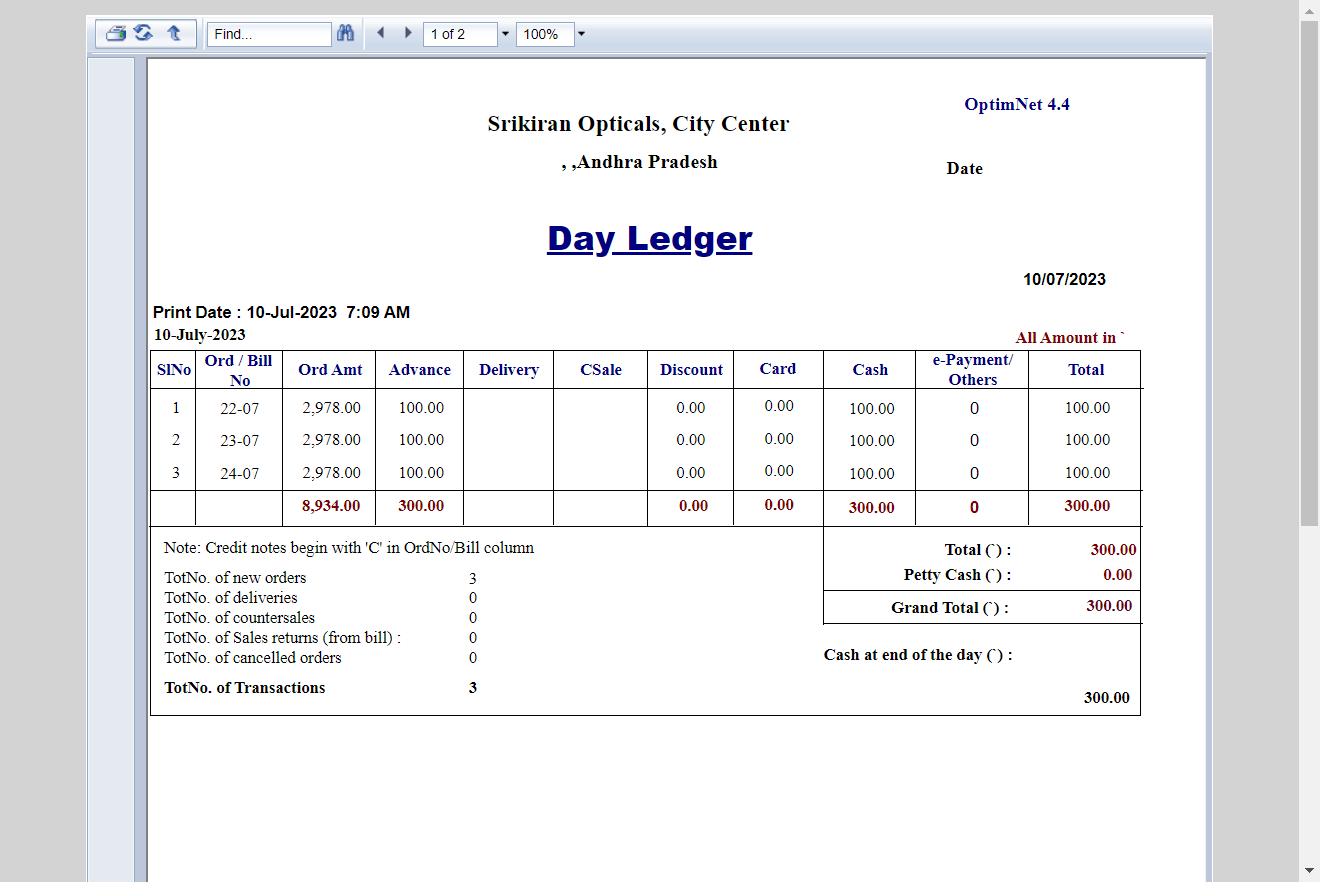 Find...
1 of 2
100%
OptimNet 4.4
Srikiran Opticals, City Center
, ,Andhra Pradesh
Date
Day Ledger
10/07/2023
Print Date : 10-Jul-2023 7:09 AM
10-July-2023
All Amount in `
SlNo Ord / Bill No Ord Amt Advance Delivery CSale Discount Card Cash e-Payment/ Others Total
1 22-07 2,978.00 100.00 0.00 0.00 100.00 0 100.00
2 23-07 2,978.00 100.00 0.00 0.00 100.00 0 100.00
3 24-07 2,978.00 100.00 0.00 0.00 100.00 0 100.00
8,934.00 300.00 0.00 0.00 300.00 0 300.00
Note: Credit notes begin with 'C' in OrdNo/Bill column
TotNo. of new orders 3
TotNo. of deliveries 0
TotNo. of countersales 0
TotNo. of Sales returns (from bill) : 0
TotNo. of cancelled orders 0
TotNo. of Transactions 3
Total (`) : 300.00
Petty Cash (`) : 0.00
Grand Total (`) : 300.00
Cash at end of the day (`) :
300.00